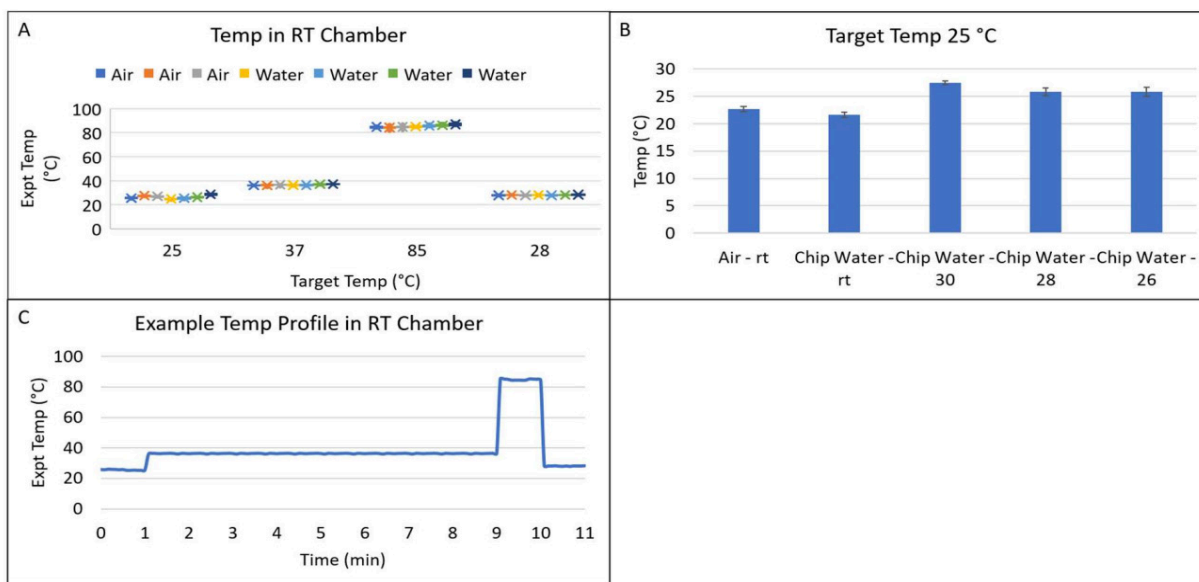 A
Temp in RT Chamber
Air Air Air Water Water Water Water
100
80
60
40
20
0
Expt Temp
(°C)
25 37 85 28
Target Temp (°C)
B
Target Temp 25 °C
30
25
20
15
10
5
0
Temp (°C)
Air - rt Chip Water -Chip Water -Chip Water -Chip Water -
rt 30 28 26
C
Example Temp Profile in RT Chamber
100
80
60
40
20
0
Expt Temp (°C)
0 1 2 3 4 5 6 7 8 9 10 11
Time (min)